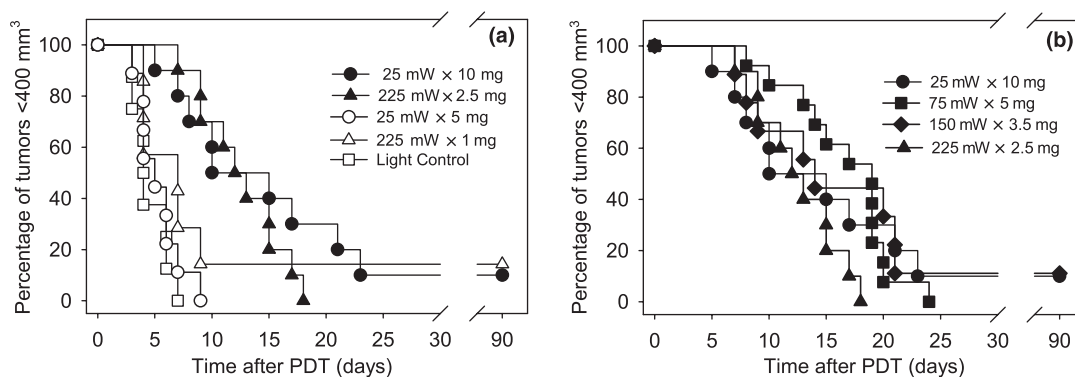 (a)
Percentage of tumors <400 mm³
100
80
60
40
20
0
25 mW × 10 mg
225 mW × 2.5 mg
25 mW × 5 mg
225 mW × 1 mg
Light Control
0 5 10 15 20 25 30 90
Time after PDT (days)
(b)
Percentage of tumors <400 mm³
100
80
60
40
20
0
25 mW × 10 mg
75 mW × 5 mg
150 mW × 3.5 mg
225 mW × 2.5 mg
0 5 10 15 20 25 30 90
Time after PDT (days)